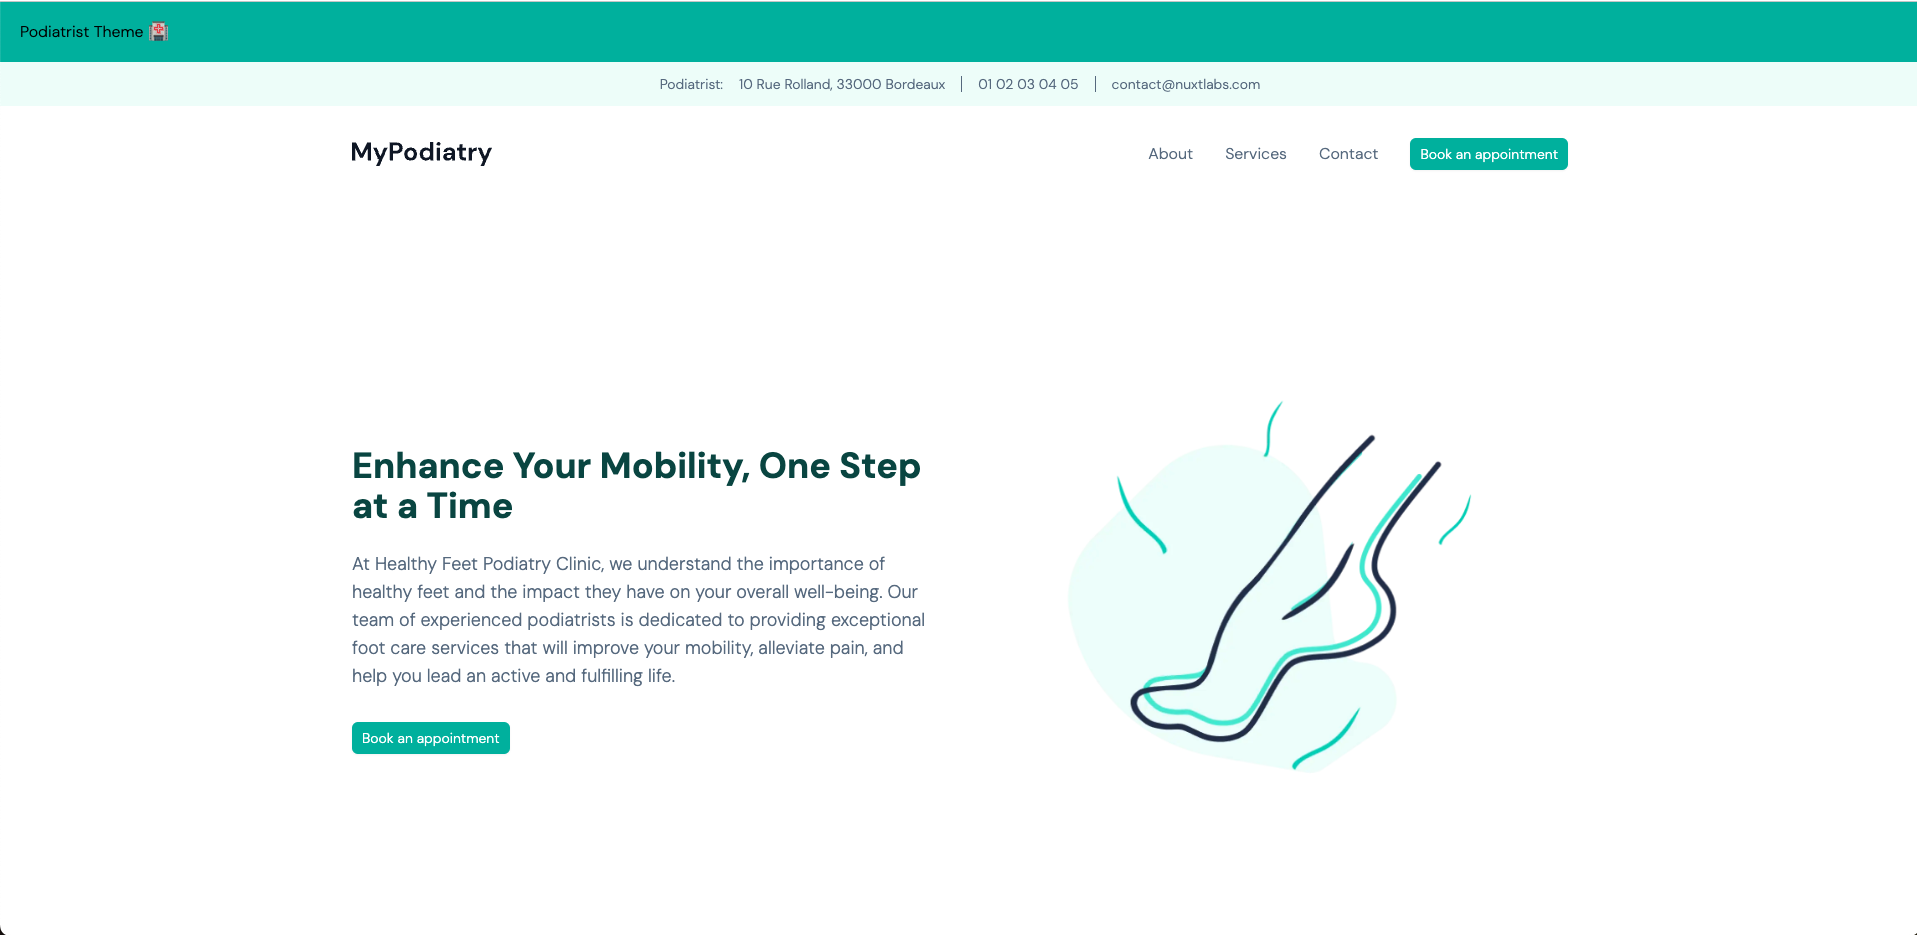 Podiatrist Theme 🏥
Podiatrist: 10 Rue Rolland, 33000 Bordeaux | 01 02 03 04 05 | contact@nuxtlabs.com
MyPodiatry About Services Contact Book an appointment
Enhance Your Mobility, One Step
at a Time
At Healthy Feet Podiatry Clinic, we understand the importance of
healthy feet and the impact they have on your overall well-being. Our
team of experienced podiatrists is dedicated to providing exceptional
foot care services that will improve your mobility, alleviate pain, and
help you lead an active and fulfilling life.
Book an appointment